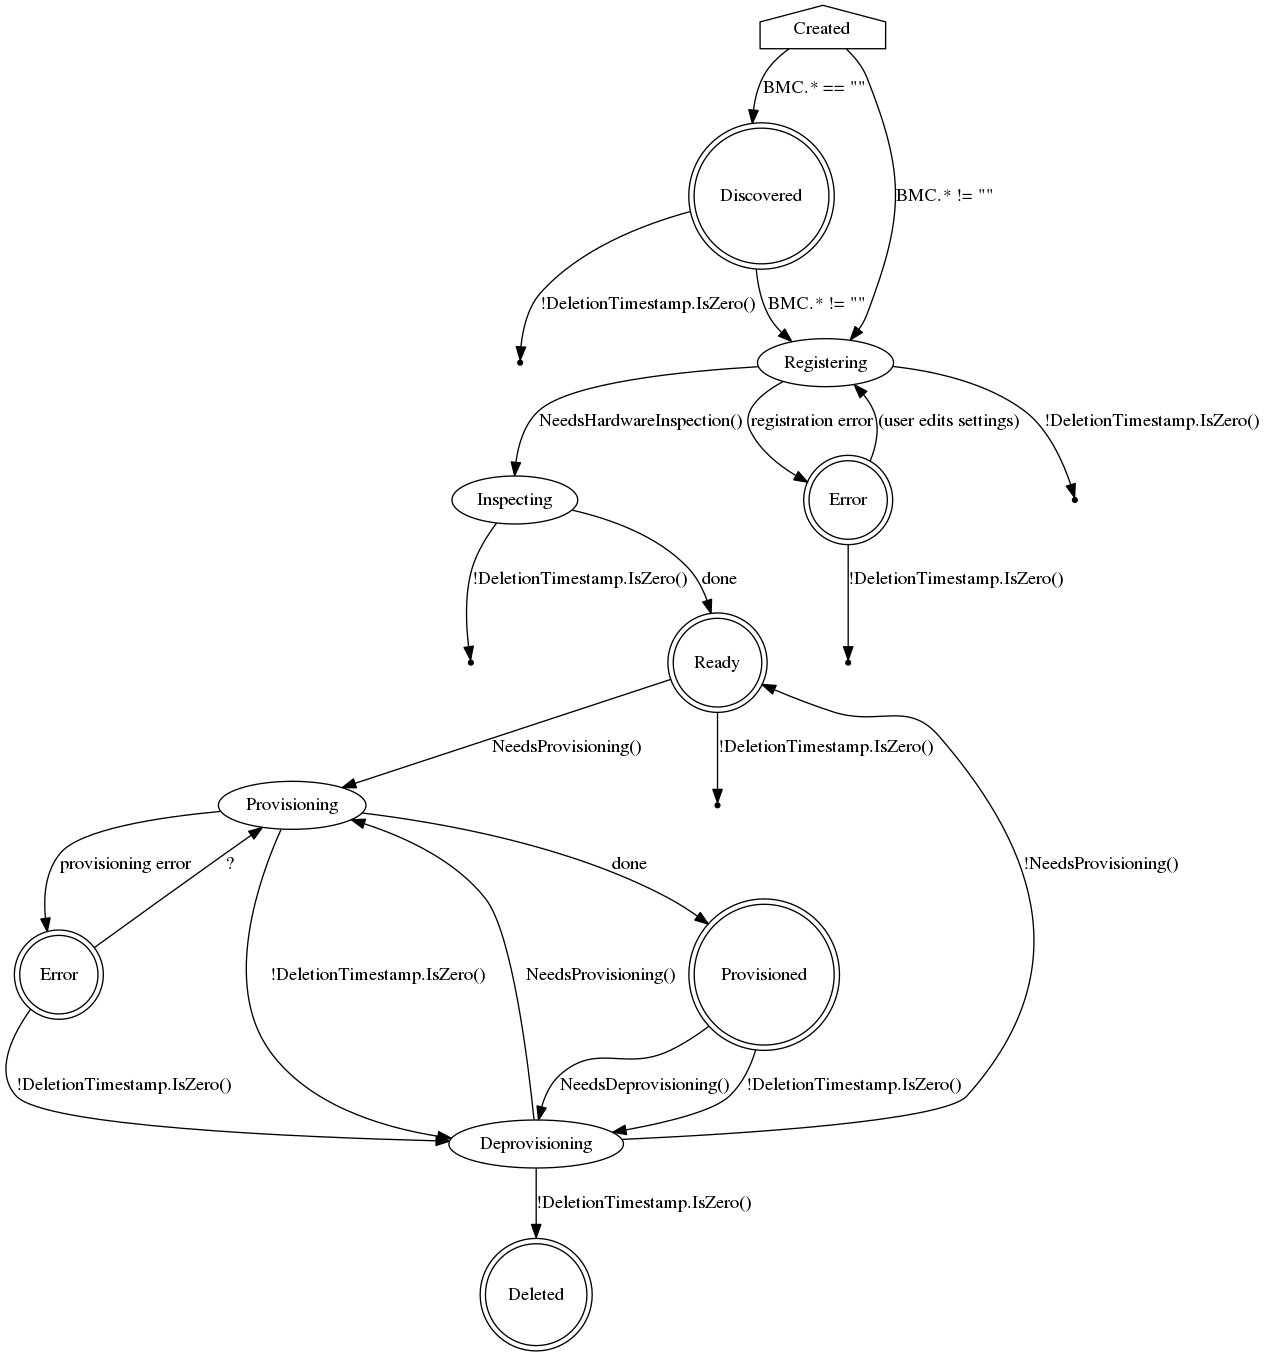 Created
BMC.* == ""
Discovered
BMC.* != ""
!DeletionTimestamp.IsZero()
BMC.* != ""
Registering
NeedsHardwareInspection()
registration error
(user edits settings)
!DeletionTimestamp.IsZero()
Inspecting
Error
!DeletionTimestamp.IsZero()
done
!DeletionTimestamp.IsZero()
Ready
NeedsProvisioning()
!DeletionTimestamp.IsZero()
Provisioning
provisioning error
?
done
!NeedsProvisioning()
Error
!DeletionTimestamp.IsZero()
NeedsProvisioning()
Provisioned
!DeletionTimestamp.IsZero()
NeedsDeprovisioning()
!DeletionTimestamp.IsZero()
Deprovisioning
!DeletionTimestamp.IsZero()
Deleted